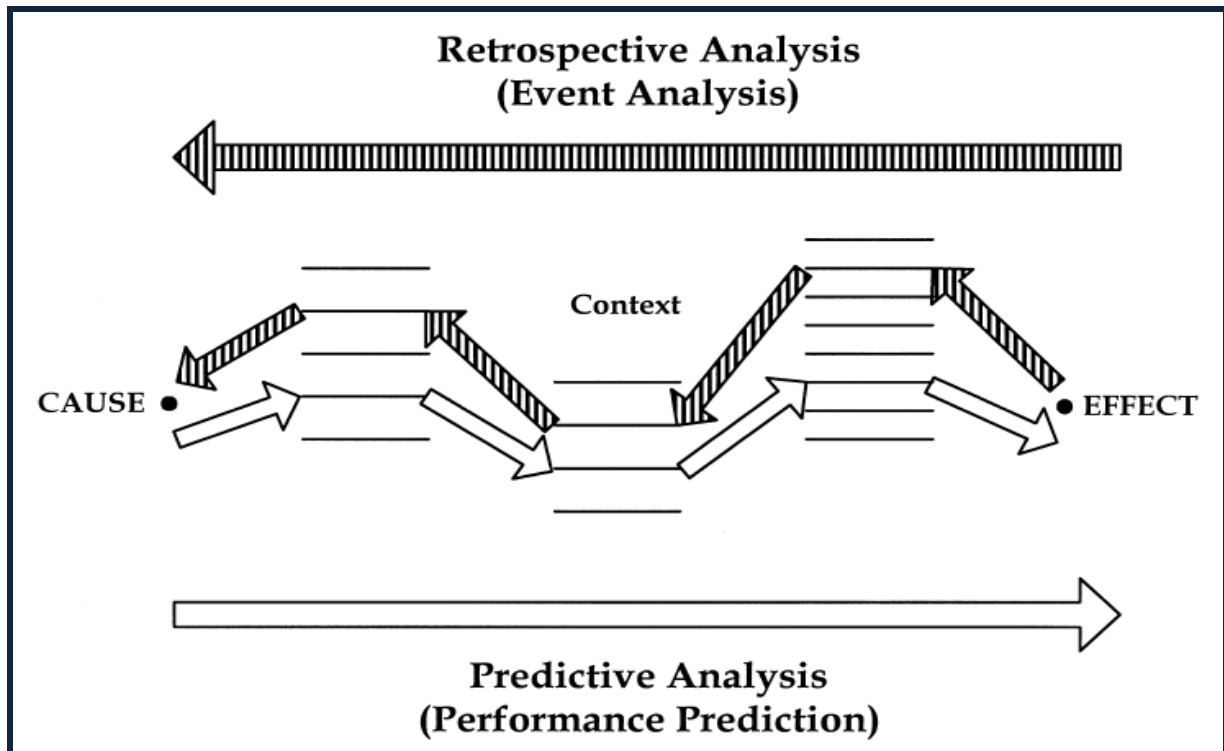 Retrospective Analysis
(Event Analysis)
Context
CAUSE
EFFECT
Predictive Analysis
(Performance Prediction)